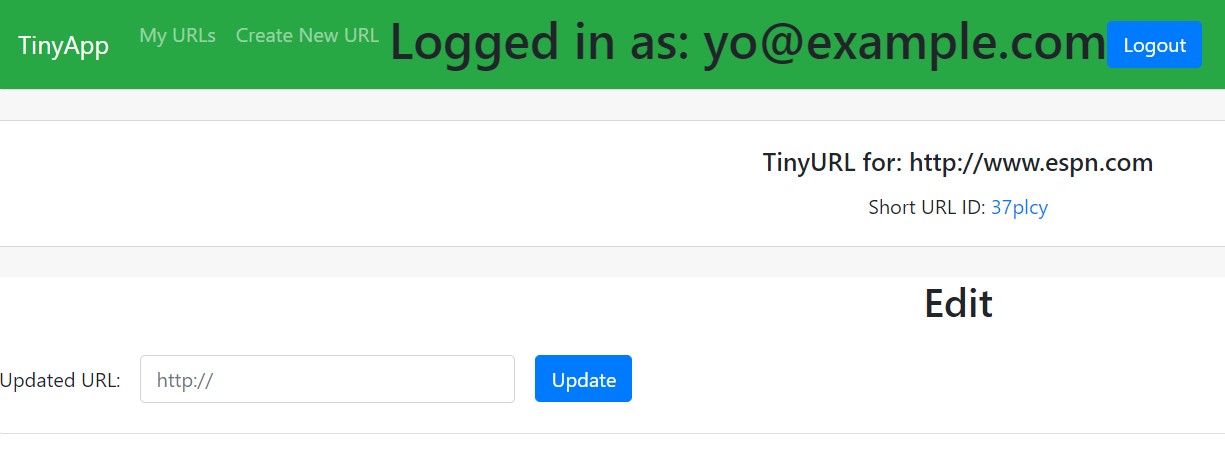 TinyApp My URLs Create New URL Logged in as: yo@example.com Logout
TinyURL for: http://www.espn.com
Short URL ID: 37plcy
Edit
Updated URL: http:// Update